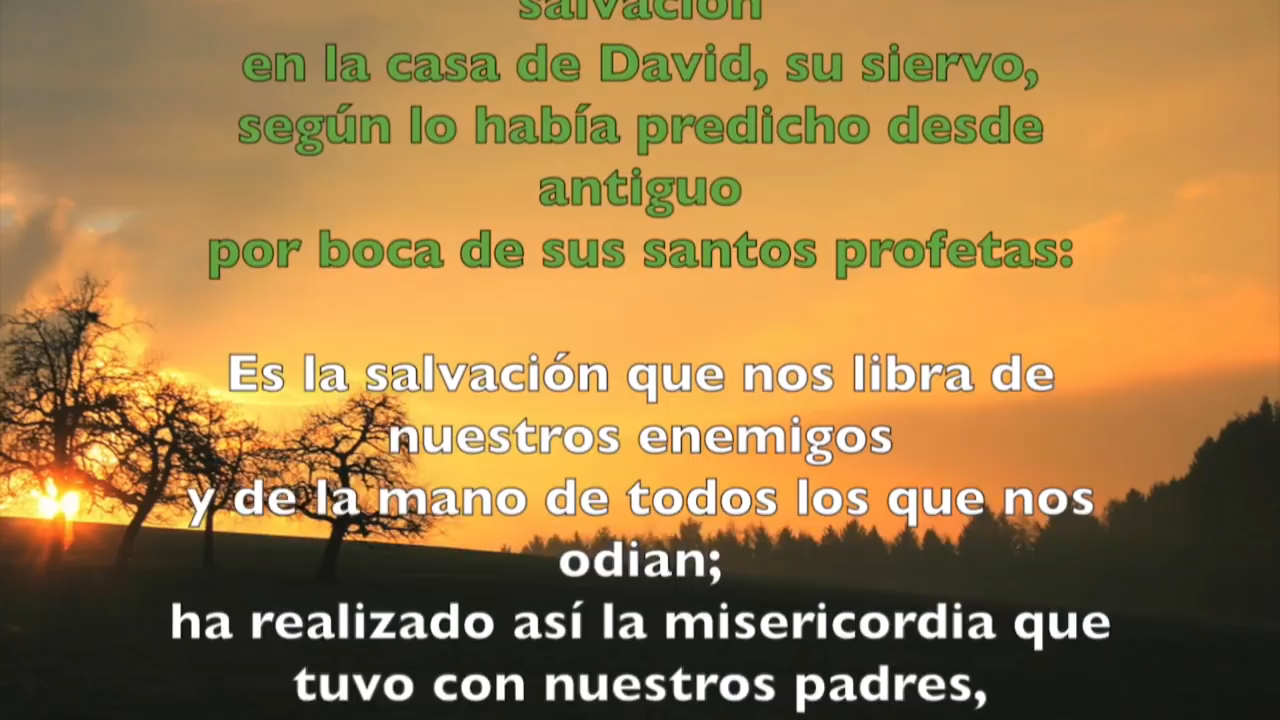 salvación
en la casa de David, su siervo,
según lo había predicho desde
antiguo
por boca de sus santos profetas:
Es la salvación que nos libra de
nuestros enemigos
y de la mano de todos los que nos
odian;
ha realizado así la misericordia que
tuvo con nuestros padres,